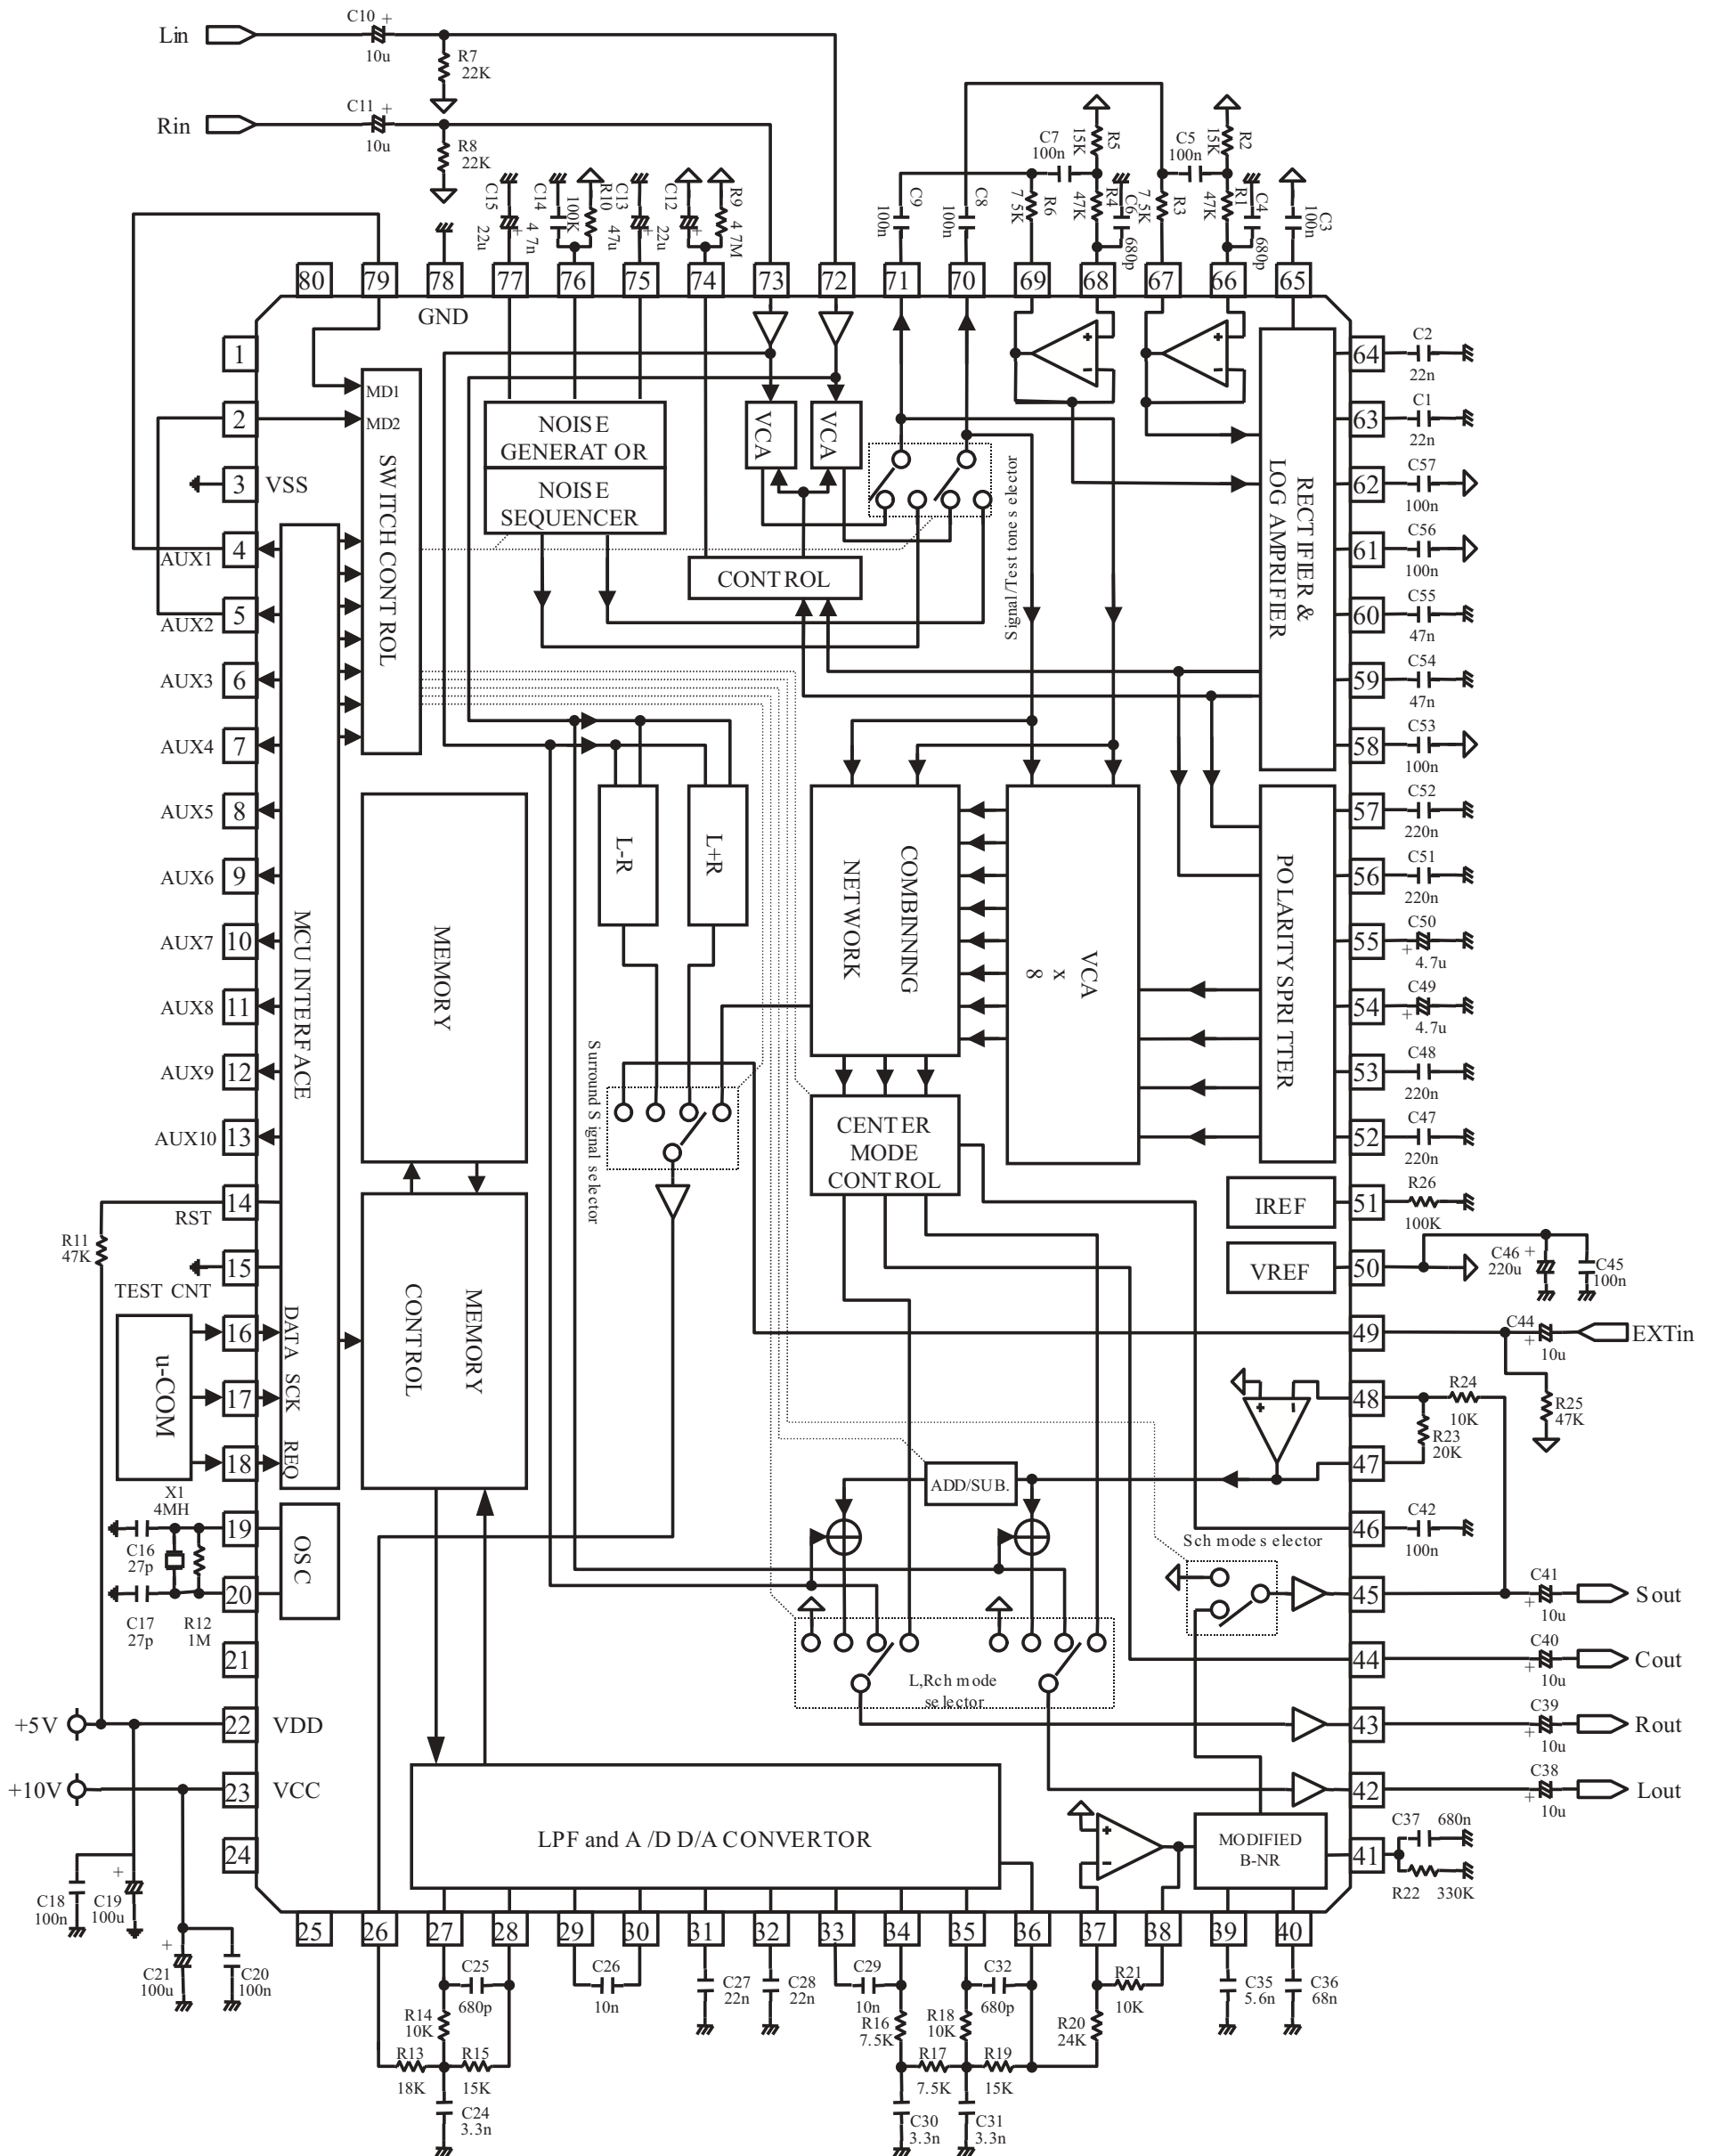 Lin
C10
+
10u
R7
22K
Rin
C11
+
10u
R8
22K
C15
22u
C14
4 7n
R10
100K
C13
47u
C12
22u
+
R9
4 7M
C9
100n
C8
100n
C7
100n
R5
15K
R6
7 5K
R4
47K
C6
680p
C5
100n
R2
15K
R3
7.5K
R1
47K
C4
680p
C3
100n
80
79
78
77
76
75
74
73
72
71
70
69
68
67
66
65
GND
1
2
3
VSS
4
AUX1
5
AUX2
AUX3
6
AUX4
7
AUX5
8
AUX6
9
AUX7
10
AUX8
11
AUX9
12
AUX10
13
14
RST
15
TEST CNT
16
17
18
19
20
21
22
VDD
23
VCC
24
MD1
MD2
SW ITCH CONTROL
NOISE
GENERAT OR
NOISE
SEQUENCER
VCA
VCA
CONTROL
Signal/Test tone s elector
+
-
+
-
RECTIFIER &
LOG AMPRIFIER
64
C2
22n
63
C1
22n
62
C57
100n
61
C56
100n
60
C55
47n
59
C54
47n
58
C53
100n
57
C52
220n
56
C51
220n
55
C50
+
4.7u
54
C49
+
4.7u
53
C48
220n
52
C47
220n
51
R26
100K
50
C46
+
220u
C45
100n
49
C44
+
10u
EXTin
48
R24
10K
R23
20K
R25
47K
47
46
C42
100n
45
C41
+
10u
Sout
44
C40
+
10u
Cout
43
C39
+
10u
Rout
42
C38
+
10u
Lout
41
C37
680n
R22
330K
MCU INTERFACE
DATA
SCK
REQ
u-COM
MEMORY
MEMORY
CONTROL
L-R
L+R
COMBINNING
NETWORK
VCA
x
8
POLARITY SPRI TTER
CENTER
MODE
CONTROL
IREF
VREF
Surround S ignal se lector
ADD/SUB.
+
-
Sch mode s elector
L,Rch mode
se lector
R11
47K
X1
4MH
C16
27p
C17
27p
R12
1M
OSC
+5V
+10V
C18
100n
C19
+
100u
C21
+
100u
C20
100n
LPF and A /D D/A CONVERTOR
+
-
MODIFIED
B-NR
25
26
27
28
29
30
31
32
33
34
35
36
37
38
39
40
C25
680p
R14
10K
R13
18K
R15
15K
C24
3.3n
C26
10n
C27
22n
C28
22n
C29
10n
R16
7.5K
R17
7.5K
C30
3.3n
C32
680p
R18
10K
R19
15K
C31
3.3n
R21
10K
R20
24K
C35
5.6n
C36
68n